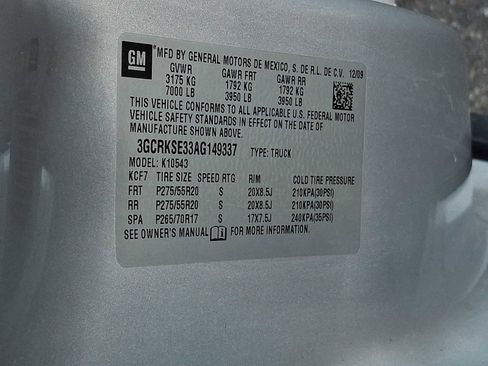 GM *MFD BY GENERAL MOTORS DE MEXICO, S. DE R.L. DE C.V. 12/09
GVWR GAWR FRT GAWR RR
3175 KG 1792 KG 1792 KG
7000 LB 3950 LB 3950 LB
THIS VEHICLE CONFORMS TO ALL APPLICABLE U.S. FEDERAL MOTOR
VEHICLE SAFETY STANDARDS IN EFFECT ON THE DATE OF
MANUFACTURE SHOWN ABOVE.
3GCRKSE33AG149337 TYPE: TRUCK
MODEL: K10543
KCF7 TIRE SIZE SPEED RTG RIM COLD TIRE PRESSURE
FRT P275/55R20 S 20X8.5J 210KPA(30PSI)
RR P275/55R20 S 20X8.5J 210KPA(30PSI)
SPA P265/70R17 S 17X7.5J 240KPA(35PSI)
SEE OWNER'S MANUAL FOR MORE INFORMATION.